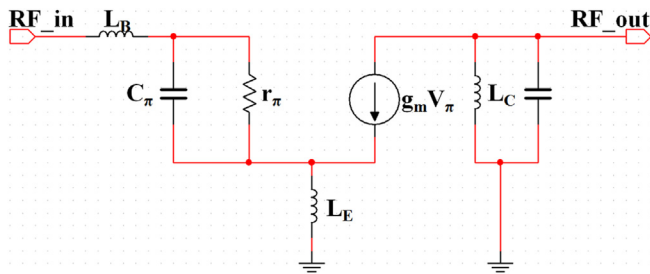 RF_in
L_B
RF_out
C_π
r_π
g_mV_π
L_C
L_E